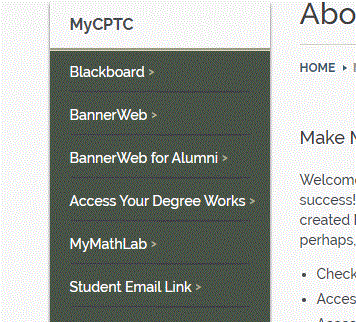 MyCPTC
Blackboard >
BannerWeb >
BannerWeb for Alumni >
Access Your Degree Works >
MyMathLab >
Student Email Link >
HOME
Make
Welcome
success!
created
perhaps,
• Check
• Acces